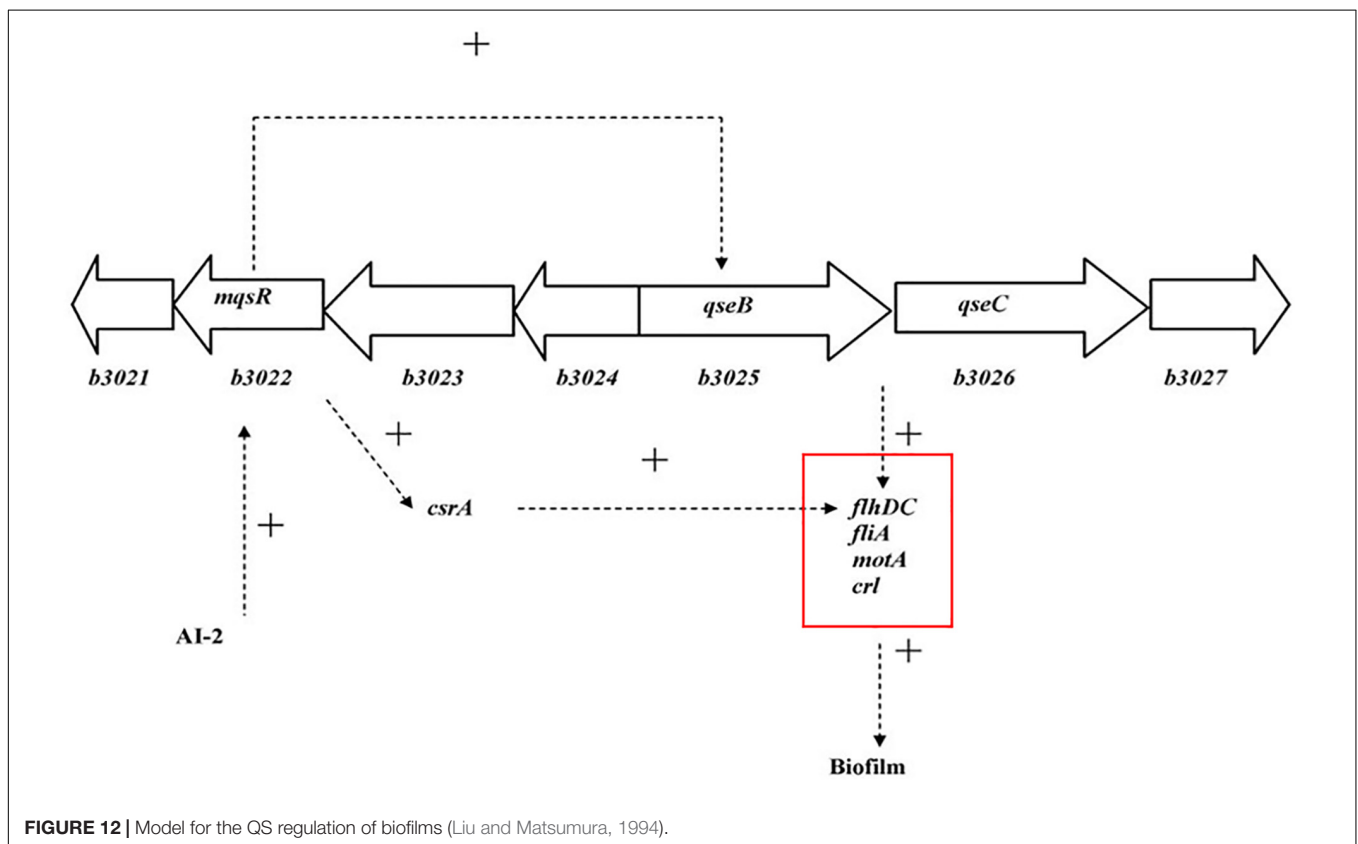 +
mqsR qseB qseC
b3021 b3022 b3023 b3024 b3025 b3026 b3027
+ +
+
csrA flhDC
fliA
motA
crl
+
AI-2
+
Biofilm
FIGURE 12 | Model for the QS regulation of biofilms (Liu and Matsumura, 1994).